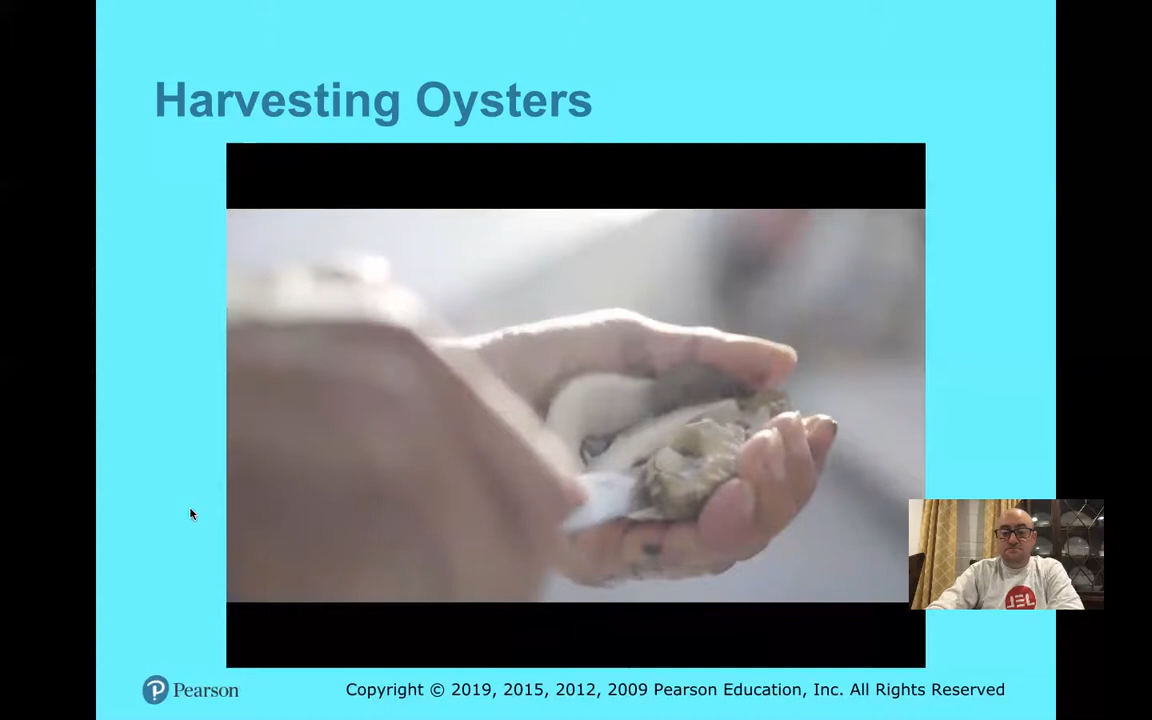 Harvesting Oysters
Pearson
Copyright © 2019, 2015, 2012, 2009 Pearson Education, Inc. All Rights Reserved